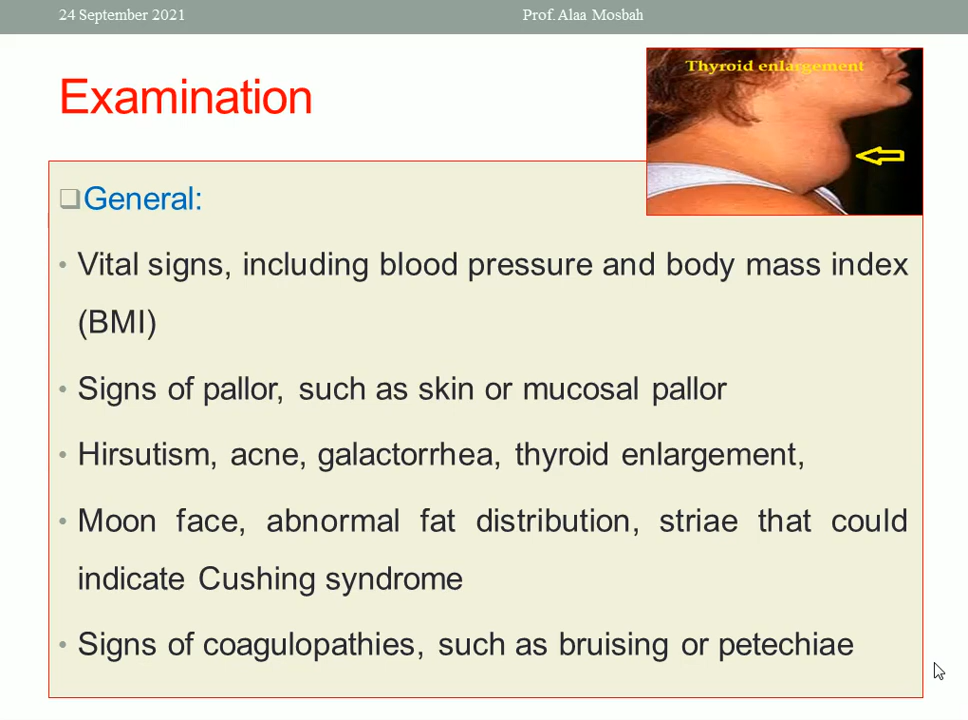 24 September 2021
Prof. Alaa Mosbah
Examination
Thyroid enlargement
General:
• Vital signs, including blood pressure and body mass index
(BMI)
• Signs of pallor, such as skin or mucosal pallor
• Hirsutism, acne, galactorrhea, thyroid enlargement,
• Moon face, abnormal fat distribution, striae that could
indicate Cushing syndrome
• Signs of coagulopathies, such as bruising or petechiae